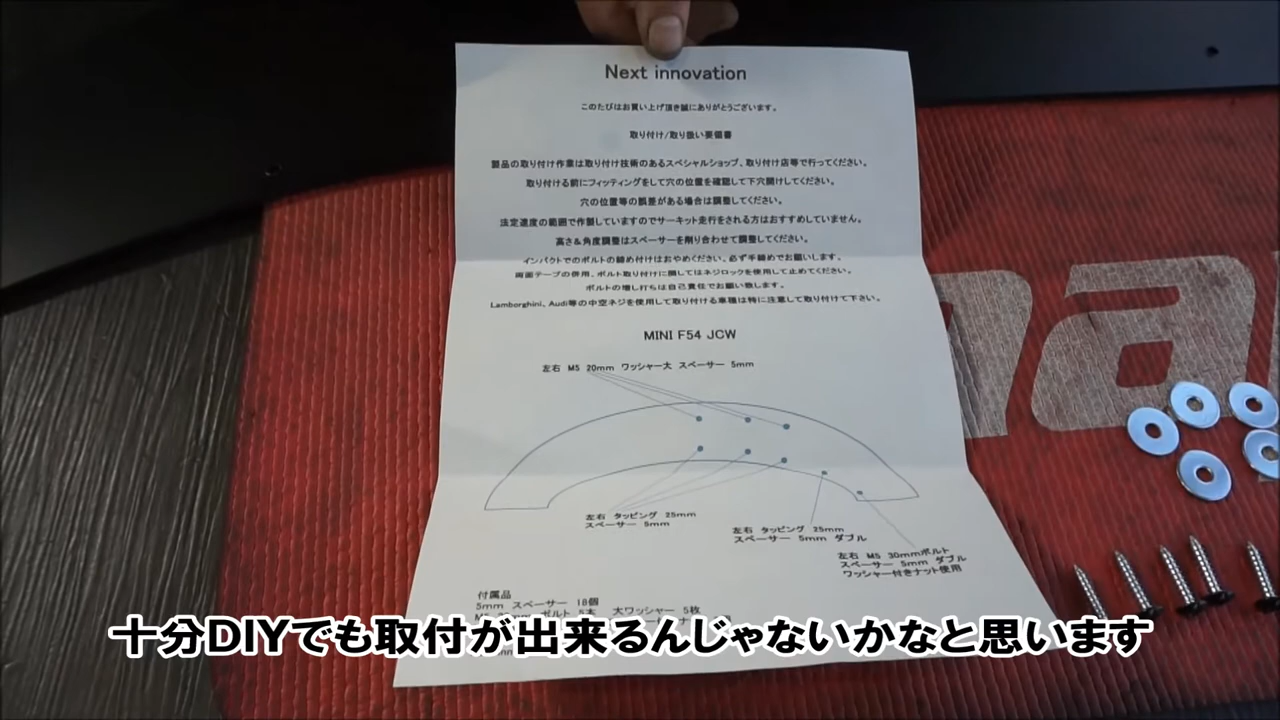 Next innovation
このたびはお買い上げ頂き誠にありがとうございます。
取り付け/取り扱い要領書
製品の取り付け作業は取り付け技術のあるスペシャルショップ、取り付け店等で行ってください。
取り付ける前にフィッティングをして穴の位置を確認して下穴開けしてください。
穴の位置等の誤差がある場合は調整してください。
法定速度の範囲で作製していますのでサーキット走行をされる方はおすすめしていません。
高さ&角度調整はスペーサーを削り合わせて調整してください。
インパクトでのボルトの締め付けはおやめください、必ず手締めでお願いします。
両面テープの併用、ボルト取り付けに関してはネジロックを使用して止めてください。
ボルトの増し打ちは自己責任でお願い致します。
Lamborghini、Audi等の中空ネジを使用して取り付ける車種は特に注意して取り付けて下さい。
MINI F54 JCW
左右 M5 20mm ワッシャー大 スペーサー 5mm
左右 タッピング 25mm
スペーサー 5mm
左右 タッピング 25mm
スペーサー 5mm ダブル
左右 M5 30mmボルト
スペーサー 5mm ダブル
ワッシャー付きナット使用
付属品
5mm スペーサー 18個
ボルト 大ワッシャー 5枚
十分DIYでも取付が出来るんじゃないかなと思います